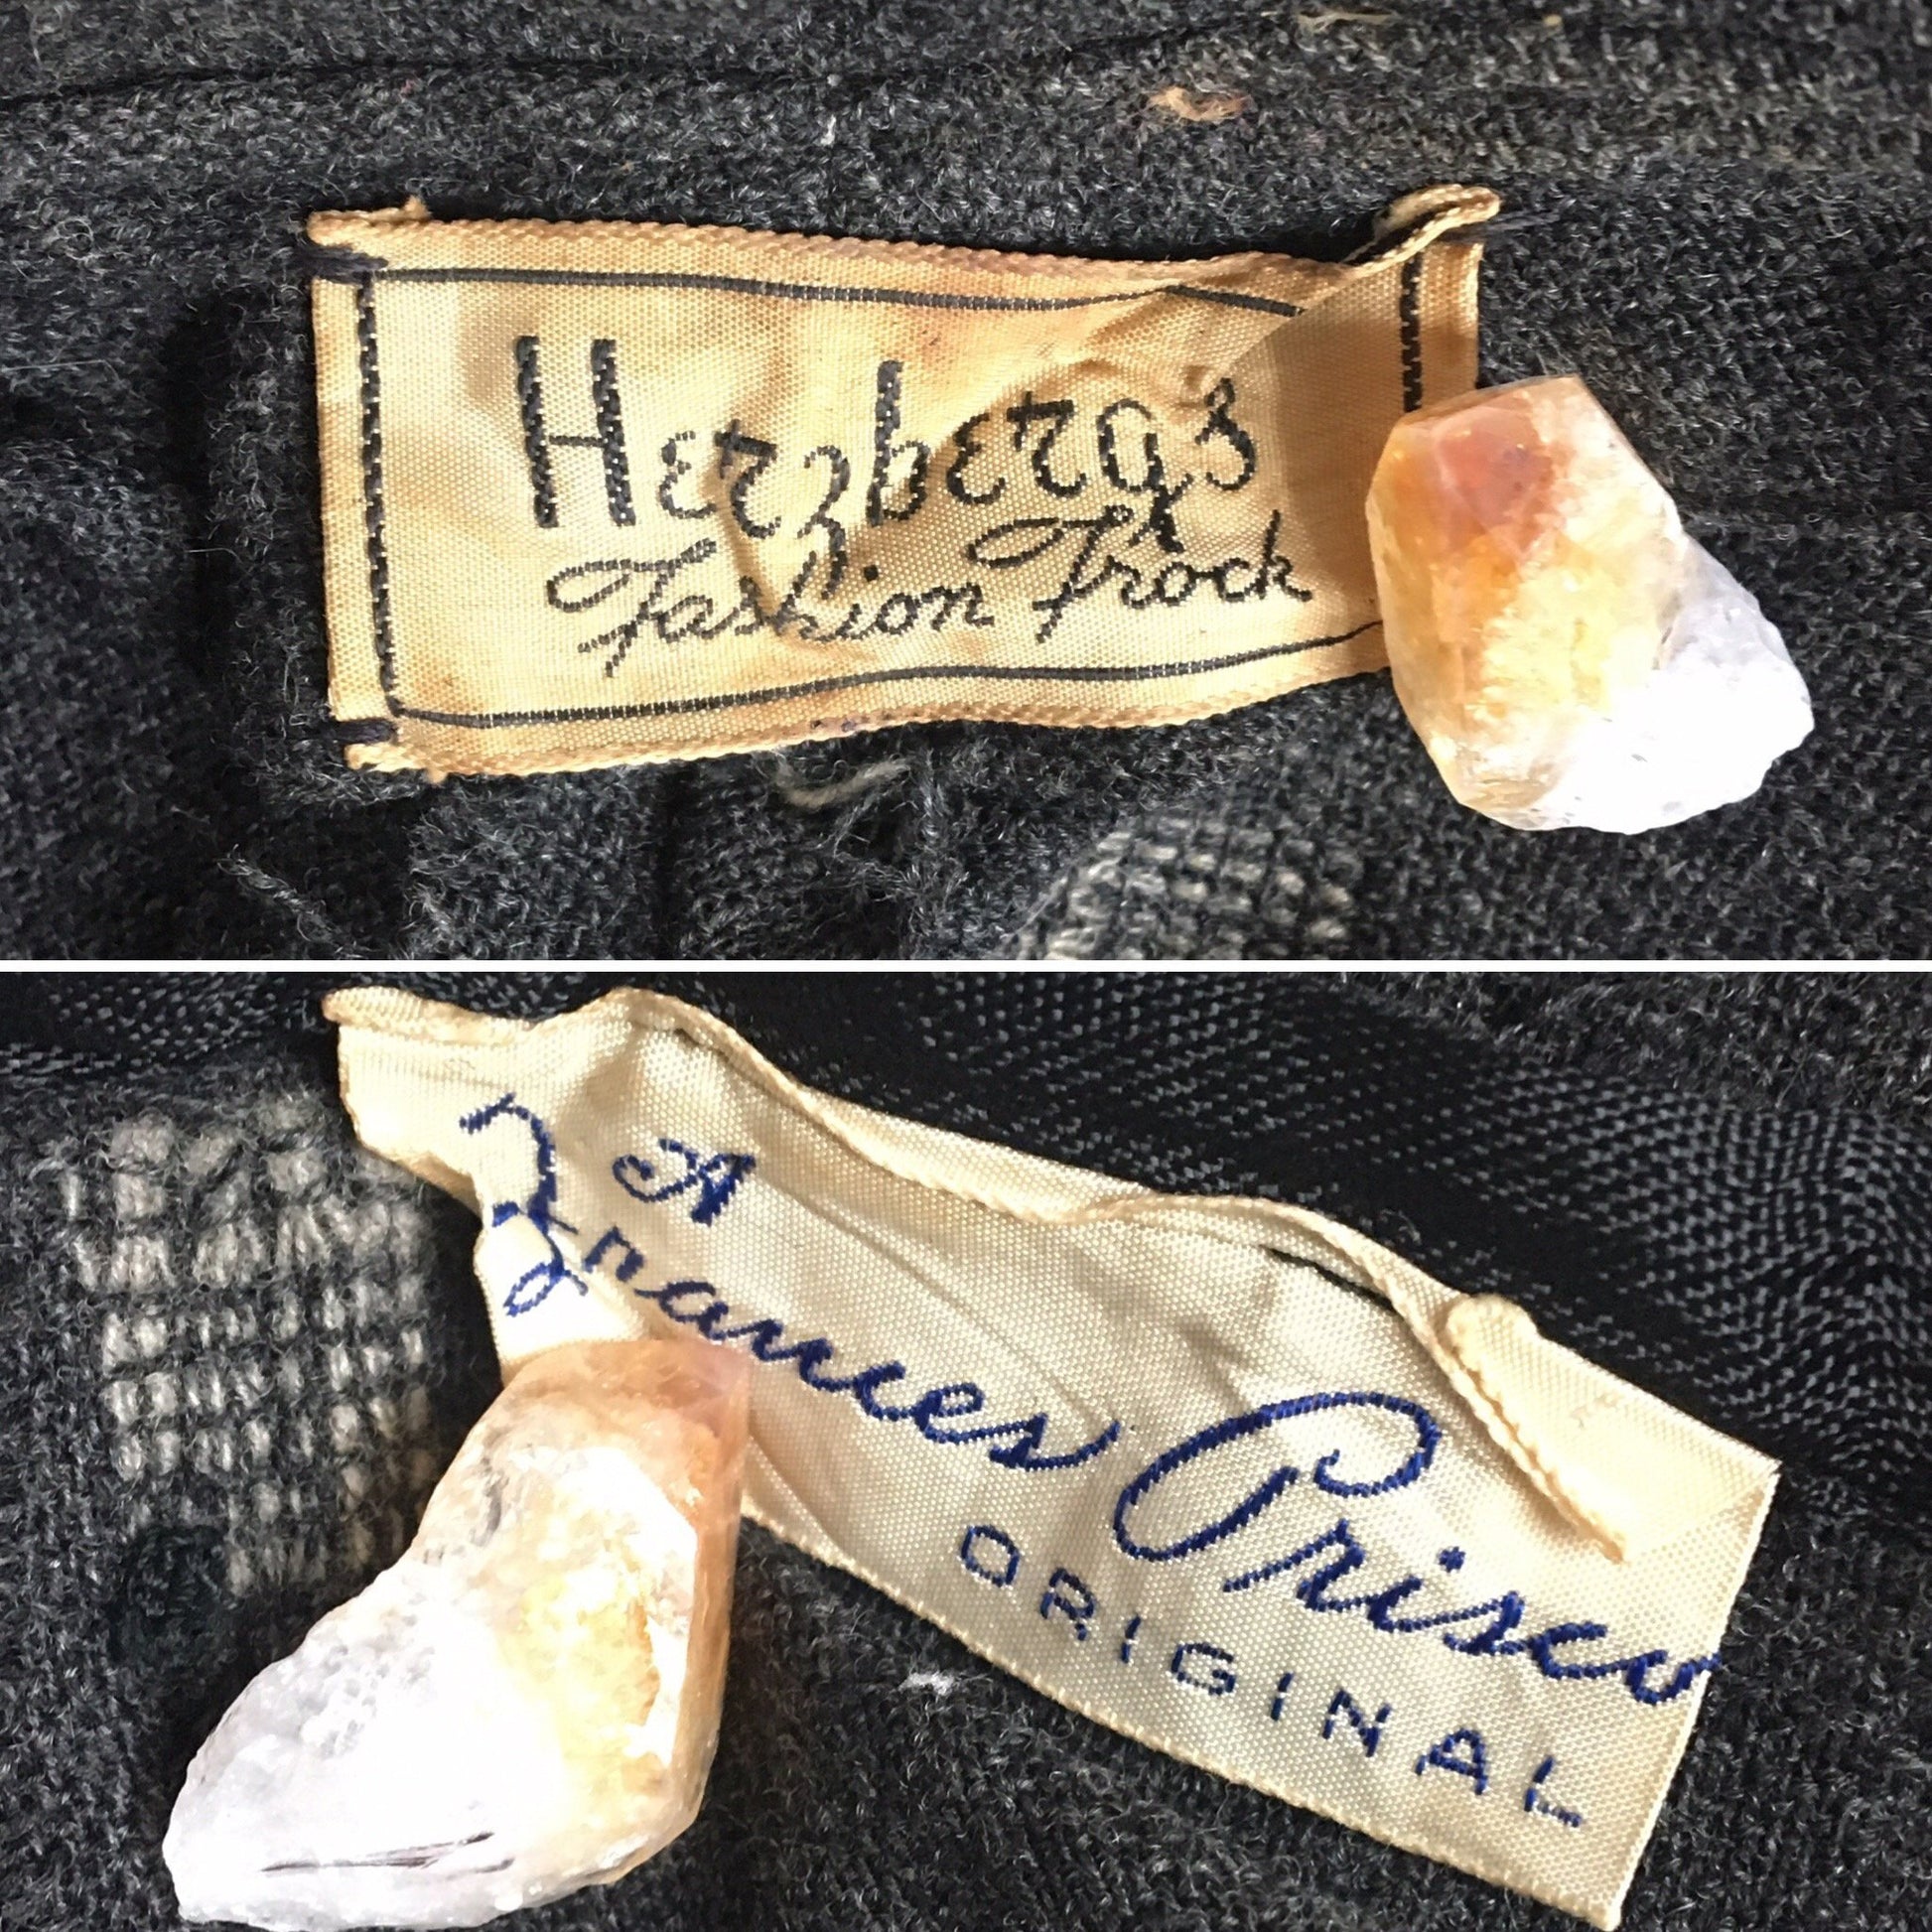 Herzberg's
Fashion Frock
A
Frances Prisco
ORIGINAL